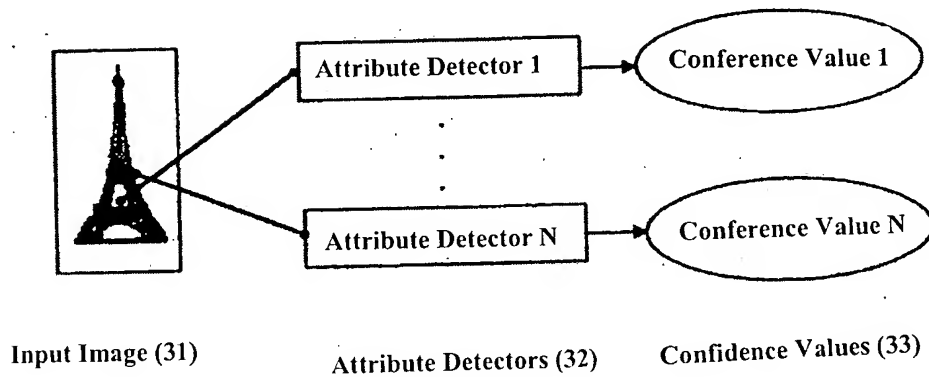 Attribute Detector 1
Conference Value 1
Attribute Detector N
Conference Value N
Input Image (31)
Attribute Detectors (32)
Confidence Values (33)